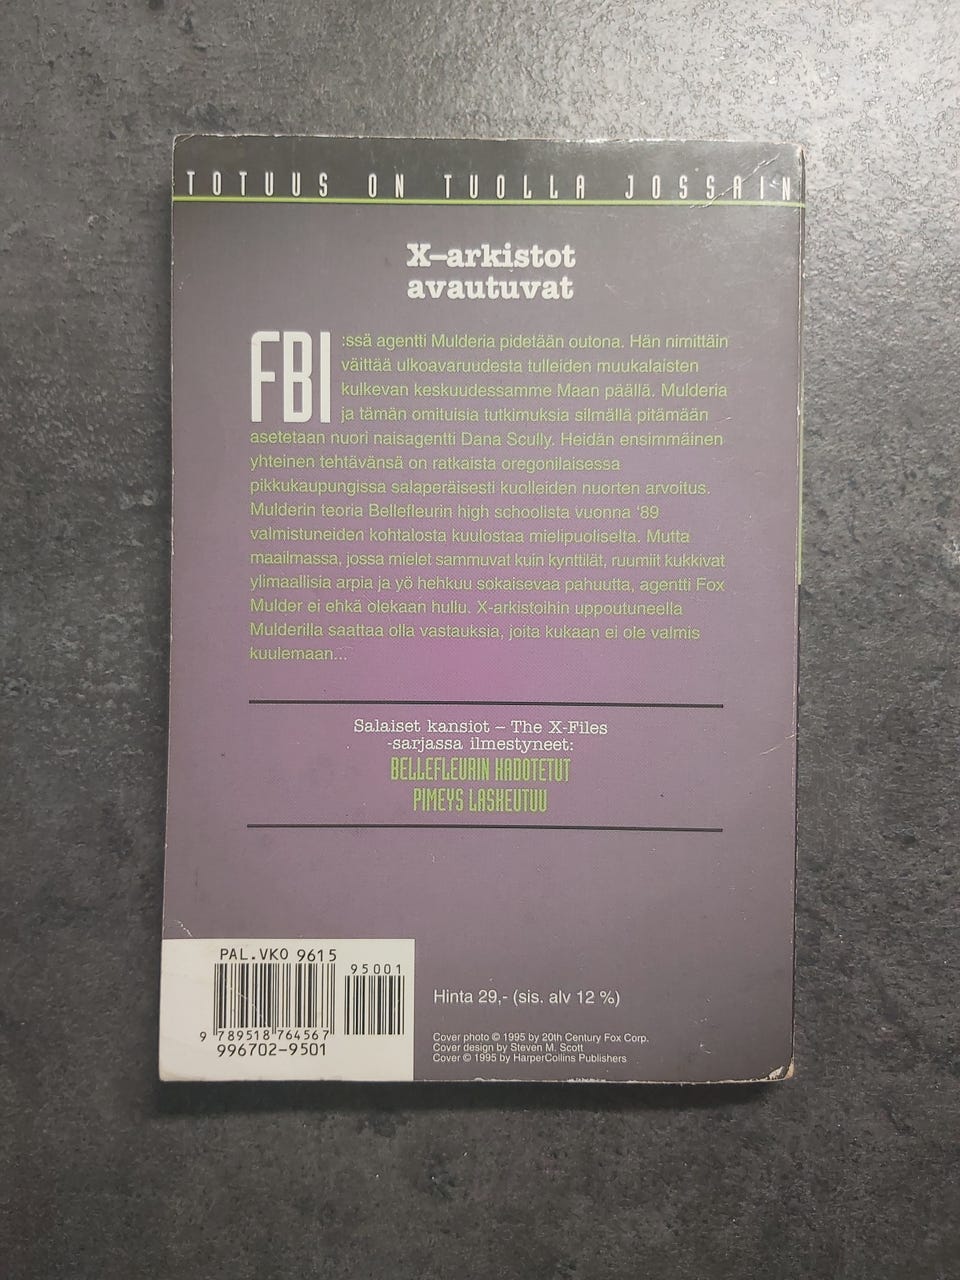 TOTUUS ON TUOLLA JOSSAIN
X–arkistot
avautuvat
FBI:ssä agentti Mulderia pidetään outona. Hän nimittäin
väittää ulkoavaruudesta tulleiden muukalaisten
kulkevan keskuudessamme Maan päällä. Mulderia
ja tämän omituisia tutkimuksia silmällä pitämään
asetetaan nuori naisagentti Dana Scully. Heidän ensimmäinen
yhteinen tehtävänsä on ratkaista oregonilaisessa
pikkukaupungissa salaperäisesti kuolleiden nuorten arvoitus.
Mulderin teoria Bellefleurin high schoolista vuonna ‘89
valmistuneiden kohtalosta kuulostaa mielipuoliselta. Mutta
maailmassa, jossa mielet sammuvat kuin kynttilät, ruumiit kukkivat
ylimaallisia arpia ja yö hehkuu sokaisevaa pahuutta, agentti Fox
Mulder ei ehkä olekaan hullu. X-arkistoihin uppoutuneella
Mulderilla saattaa olla vastauksia, joita kukaan ei ole valmis
kuulemaan...
Salaiset kansiot – The X-Files
-sarjassa ilmestyneet:
BELLEFLEURIN KADOTETUT
PIMEYS LASKEUTUU
PAL.VKO 9615
95001
9 789518 764567
996702-9501
Hinta 29,- (sis. alv 12 %)
Cover photo © 1995 by 20th Century Fox Corp.
Cover design by Steven M. Scott
Cover © 1995 by HarperCollins Publishers